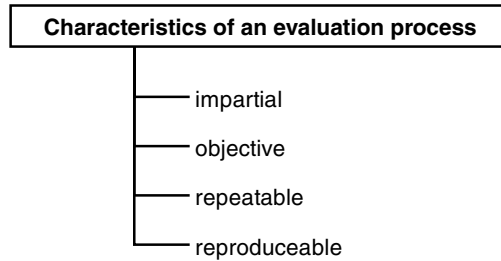 Characteristics of an evaluation process
impartial
objective
repeatable
reproduceable